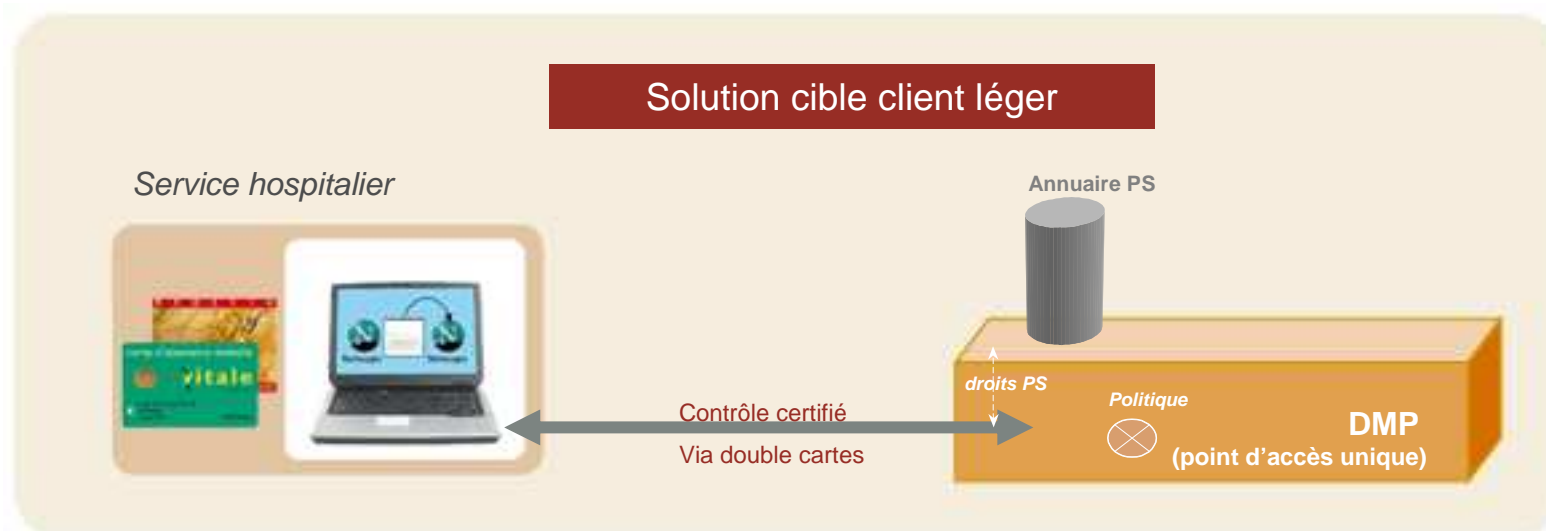 Solution cible client léger
Service hospitalier
Annuaire PS
vitale
droits PS
Politique
Contrôle certifié
Via double cartes
DMP
(point d'accès unique)